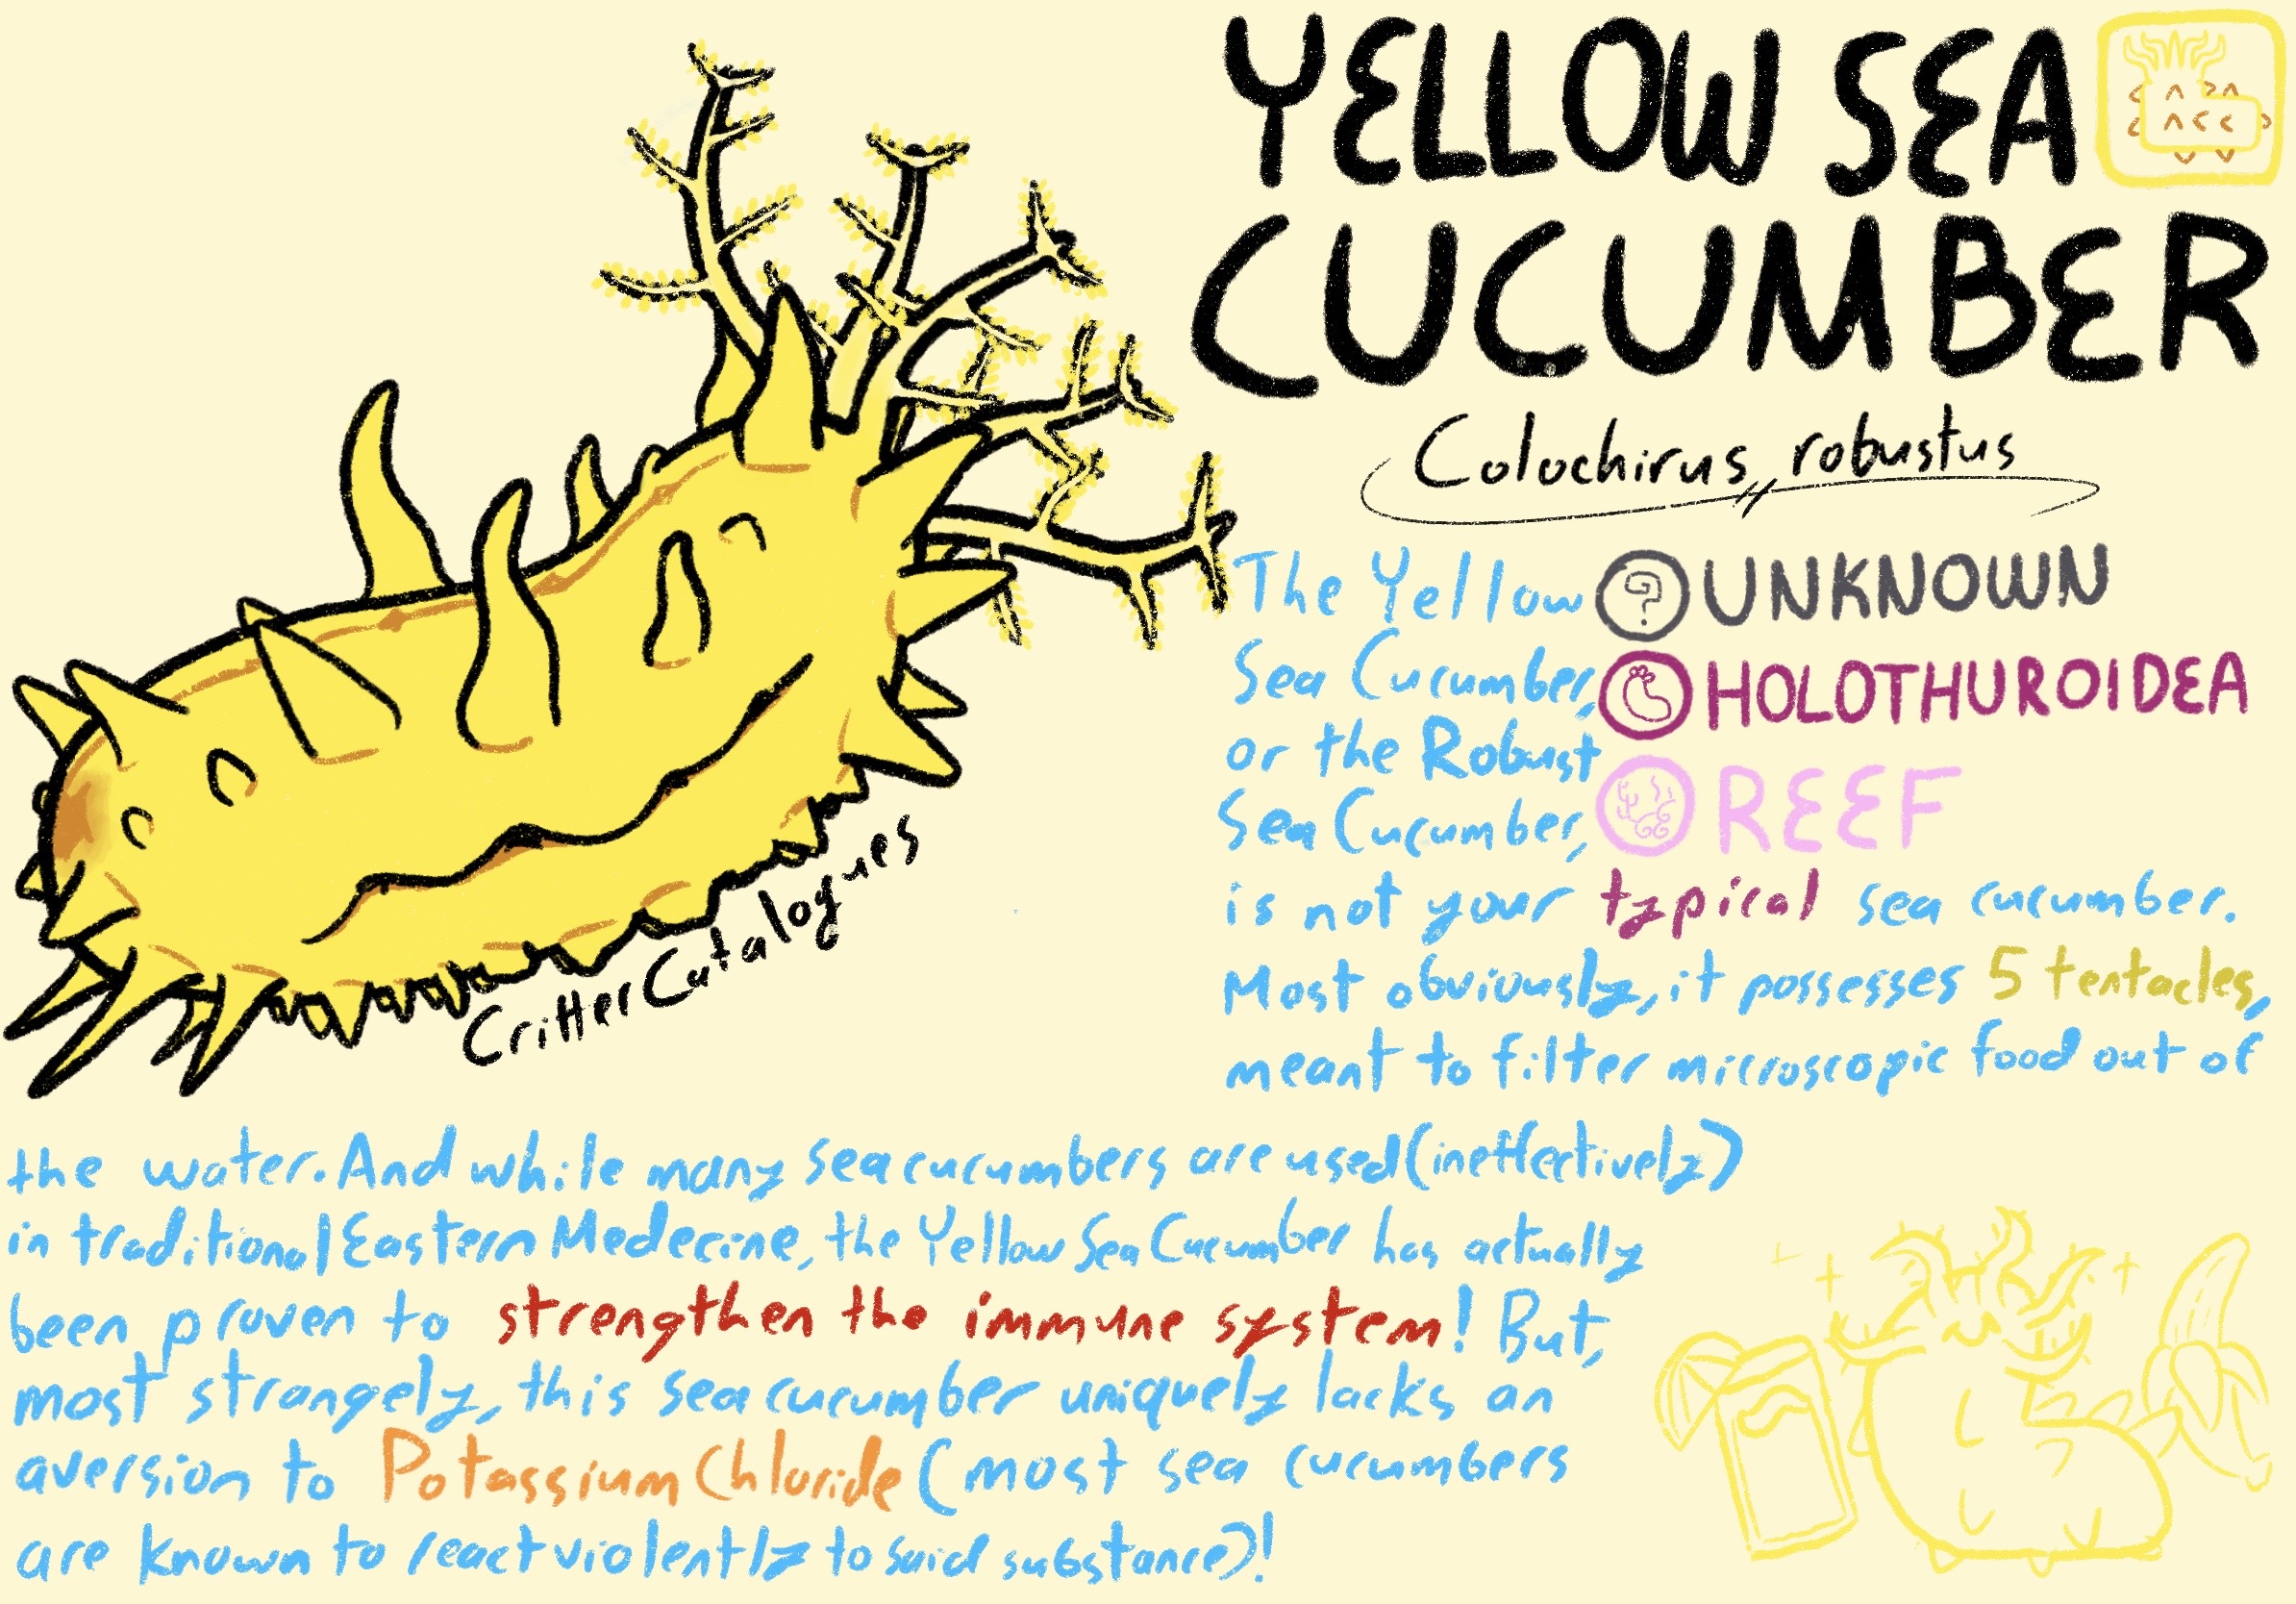 YELLOW SEA
CUCUMBER
Colochirus robustus
? UNKNOWN
HOLOTHUROIDEA
REEF
The Yellow
Sea Cucumber,
or the Robust
Sea Cucumber,
is not your typical sea cucumber.
Most obviously, it possesses 5 tentacles,
meant to filter microscopic food out of
the water. And while many sea cucumbers are used (ineffectively)
in traditional Eastern Medecine, the Yellow Sea Cucumber has actually
been proven to strengthen the immune system! But,
most strangely, this sea cucumber uniquely lacks an
aversion to Potassium Chloride (most sea cucumbers
are known to react violently to said substance)!
CritterCatalogues